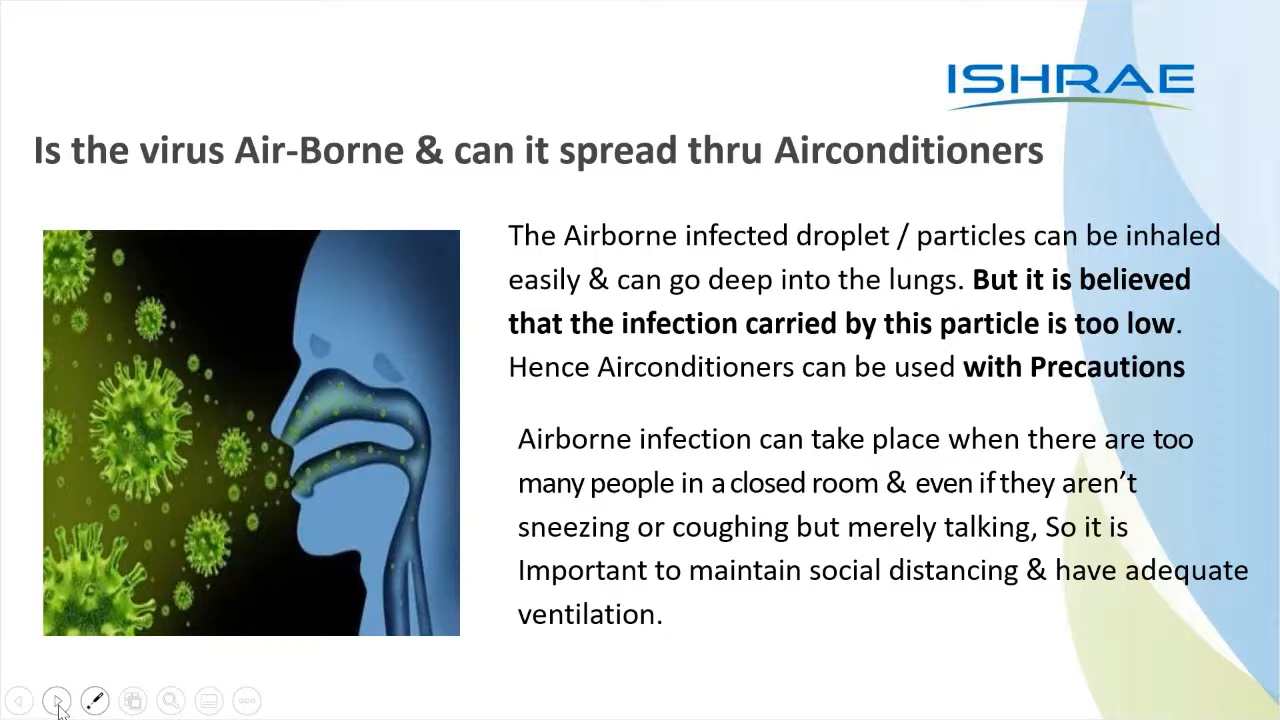 ISHRAE
Is the virus Air-Borne & can it spread thru Airconditioners
The Airborne infected droplet / particles can be inhaled
easily & can go deep into the lungs. But it is believed
that the infection carried by this particle is too low.
Hence Airconditioners can be used with Precautions
Airborne infection can take place when there are too
many people in a closed room & even if they aren’t
sneezing or coughing but merely talking, So it is
Important to maintain social distancing & have adequate
ventilation.